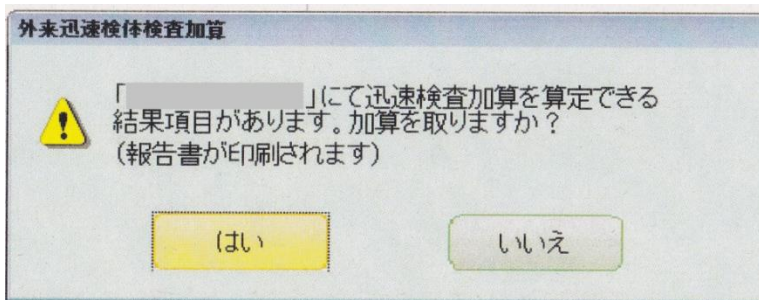 外来迅速検体検査加算
「 」にて迅速検査加算を算定できる
結果項目があります。加算を取りますか？
(報告書が印刷されます)
はい
いいえ